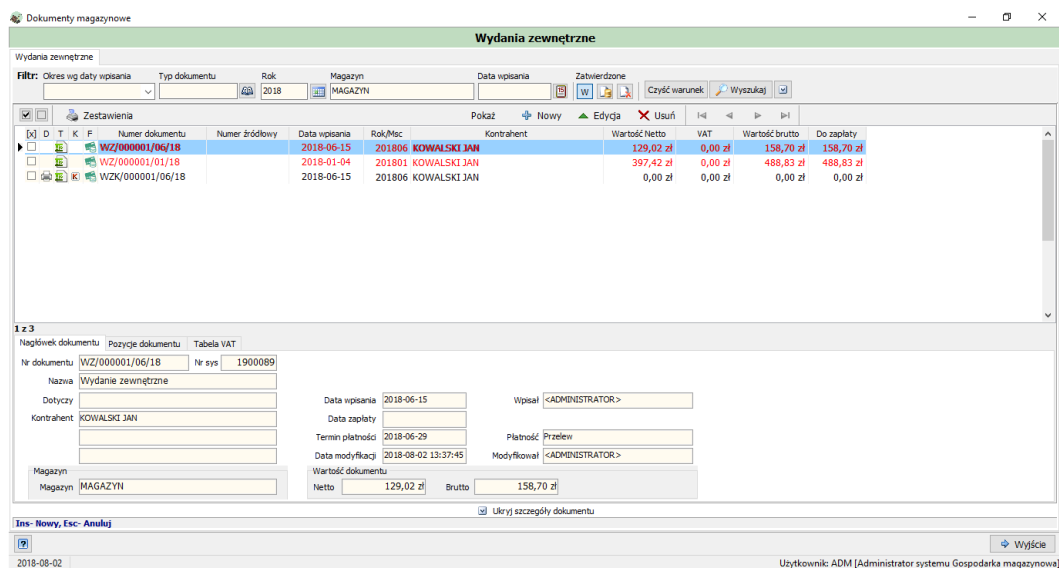 Dokumenty magazynowe
Wydania zewnętrzne
Wydania zewnętrzne
Filtr: Okres wg daty wpisania Typ dokumentu Rok Magazyn Data wpisania Zatwierdzone
2018 MAGAZYN 15 W Czyść warunek Wyszukaj
Zestawienia Pokaż Nowy Edycja Usuń
[x] D T K F Numer dokumentu Numer źródłowy Data wpisania Rok/Msc Kontrahent Wartość Netto VAT Wartość brutto Do zapłaty
WZ/000001/06/18 2018-06-15 201806 KOWALSKI JAN 129,02 zł 0,00 zł 158,70 zł 158,70 zł
WZ/000001/01/18 2018-01-04 201801 KOWALSKI JAN 397,42 zł 0,00 zł 488,83 zł 488,83 zł
K WZK/000001/06/18 2018-06-15 201806 KOWALSKI JAN 0,00 zł 0,00 zł 0,00 zł 0,00 zł
1 z 3
Nagłówek dokumentu Pozycje dokumentu Tabela VAT
Nr dokumentu WZ/000001/06/18 Nr sys 1900089
Nazwa Wydanie zewnętrzne
Dotyczy Data wpisania 2018-06-15 Wpisał <ADMINISTRATOR>
Kontrahent KOWALSKI JAN Data zapłaty
Termin płatności 2018-06-29 Płatność Przelew
Data modyfikacji 2018-08-02 13:37:45 Modyfikował <ADMINISTRATOR>
Magazyn Wartość dokumentu
Magazyn MAGAZYN Netto 129,02 zł Brutto 158,70 zł
Ukryj szczegóły dokumentu
Ins- Nowy, Esc- Anuluj
? Wyjście
2018-08-02 Użytkownik: ADM [Administrator systemu Gospodarka magazynowa]